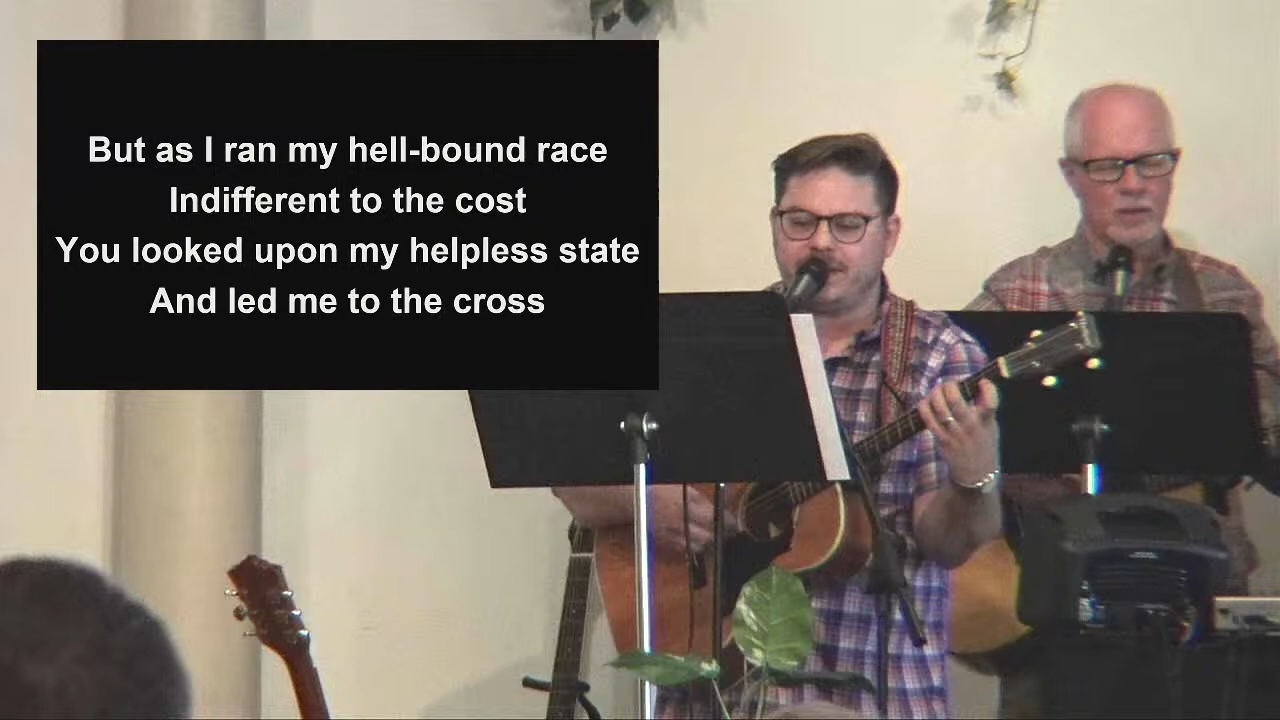 But as I ran my hell-bound race
Indifferent to the cost
You looked upon my helpless state
And led me to the cross